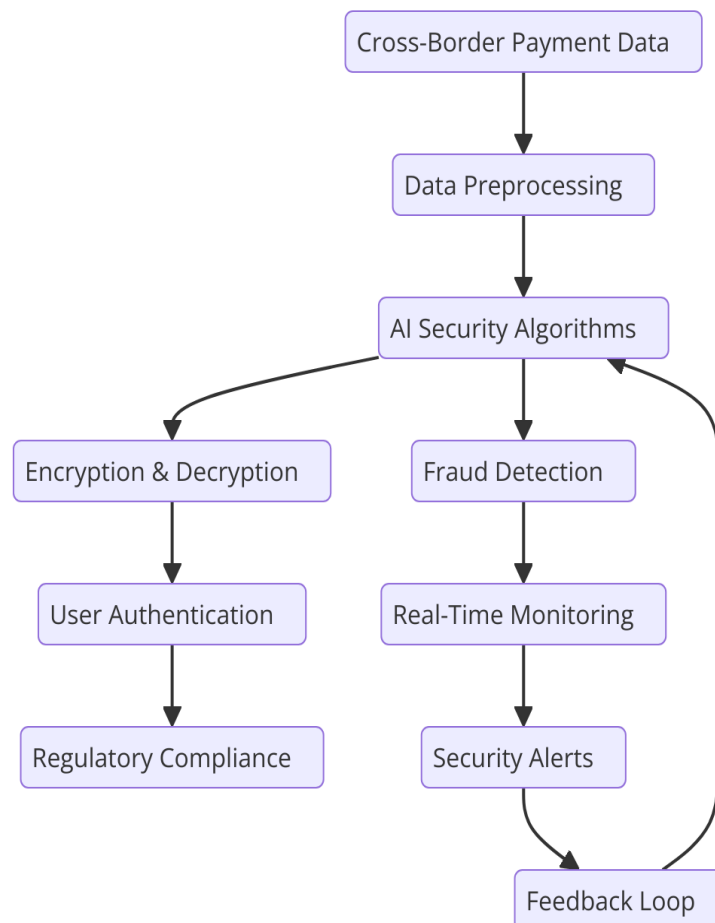 Cross-Border Payment Data
Data Preprocessing
AI Security Algorithms
Encryption & Decryption
Fraud Detection
User Authentication
Real-Time Monitoring
Regulatory Compliance
Security Alerts
Feedback Loop